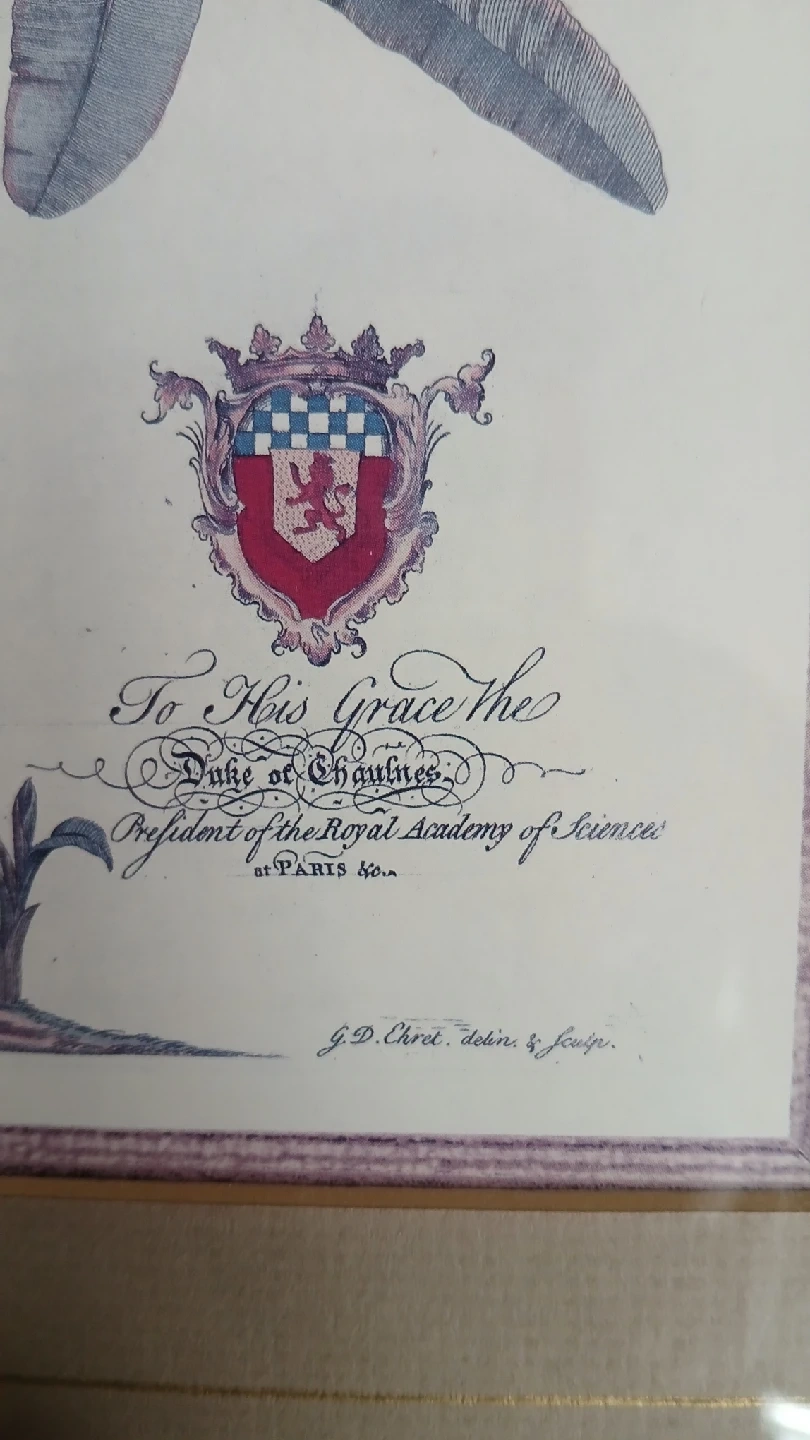 To His Grace The
Duke of Chaulnes.
Preſident of the Royal Academy of Sciences
at PARIS &c.
G.D. Ehret. delin. & Sculp.